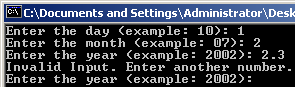 C:\Documents and Settings\Administrator\Desk
Enter the day (example: 10): 1
Enter the month (example: 07): 2
Enter the year (example: 2002): 2.3
Invalid Input. Enter another number.
Enter the year (example: 2002):